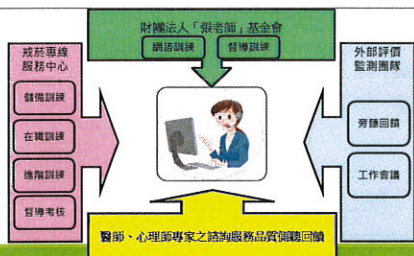 財團法人「張老師」基金會
網諮訓練
督導訓練
戒菸專線
服務中心
儲備訓練
在職訓練
進階訓練
督導考核
外部評價
監測團隊
旁聽回饋
工作會議
醫師、心理師專家之諮詢服務品質側聽回饋